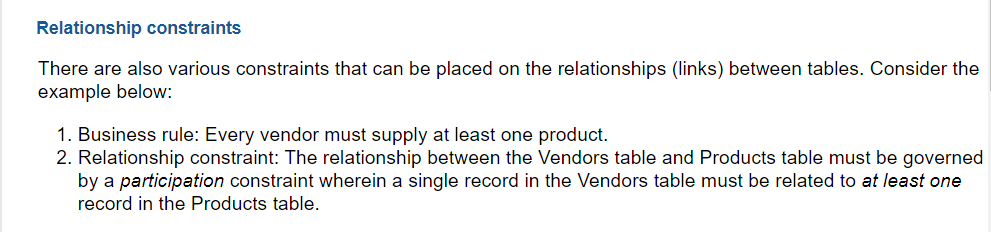 Relationship constraints
There are also various constraints that can be placed on the relationships (links) between tables. Consider the
example below:
1. Business rule: Every vendor must supply at least one product.
2. Relationship constraint: The relationship between the Vendors table and Products table must be governed
by a participation constraint wherein a single record in the Vendors table must be related to at least one
record in the Products table.